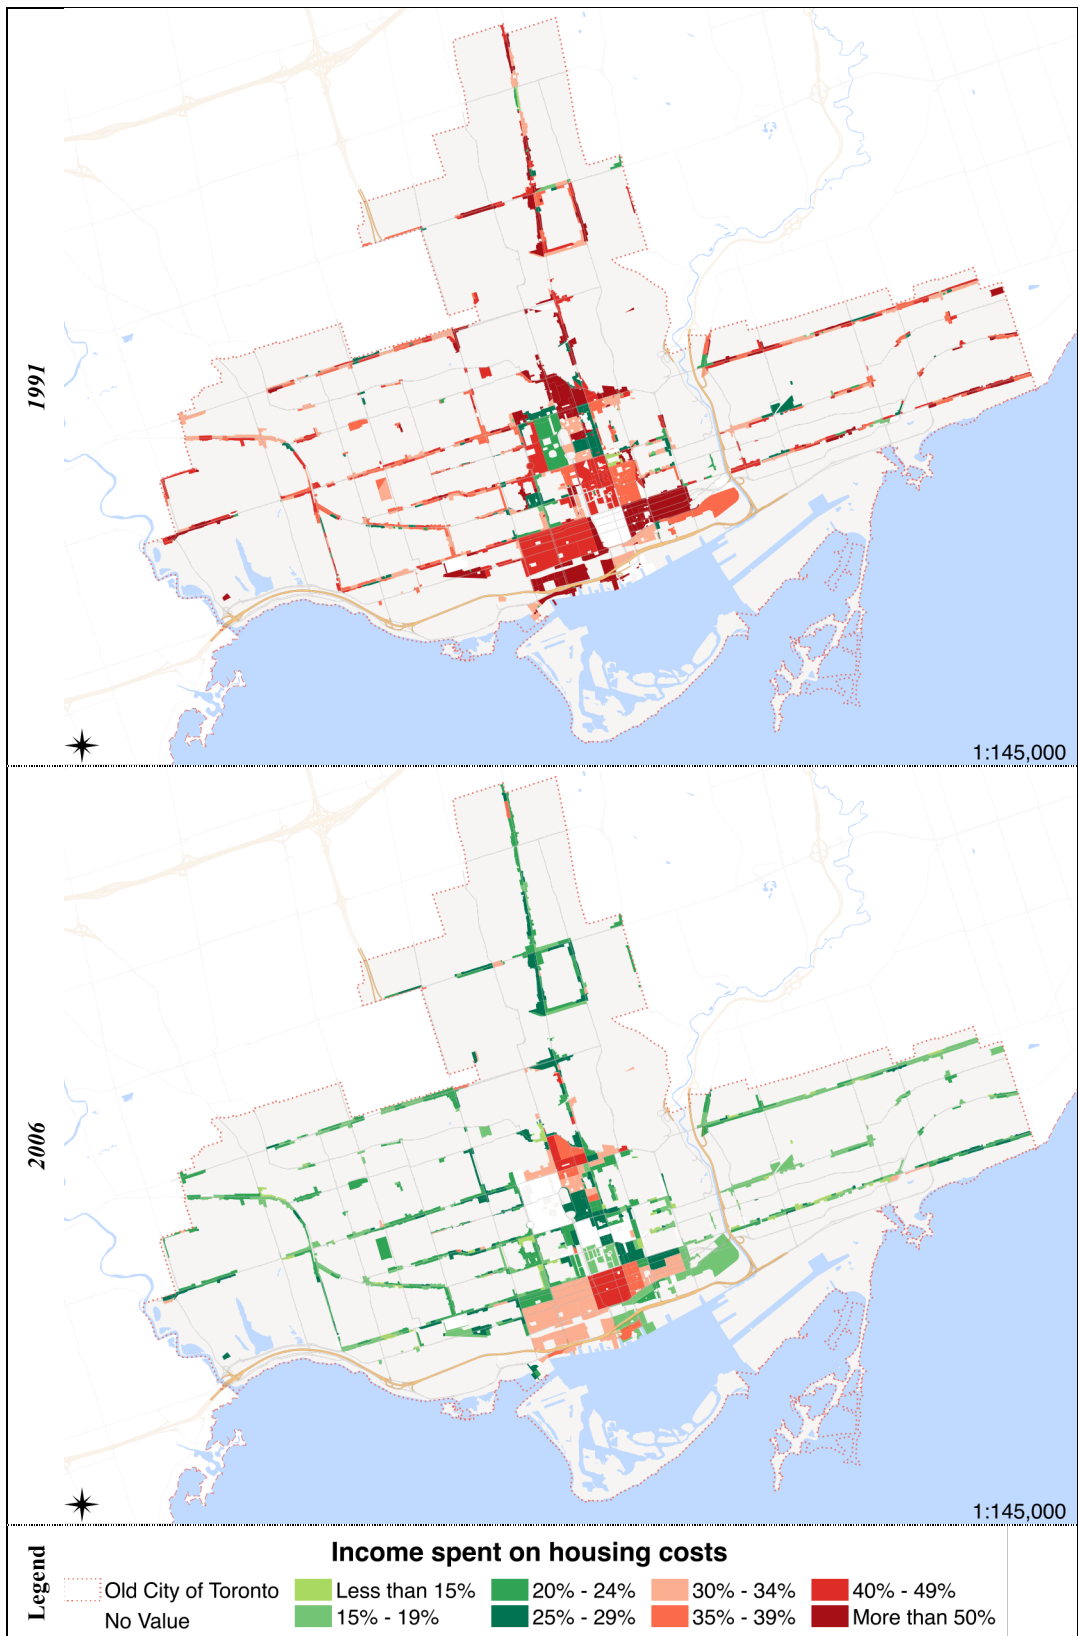 1991
1:145,000
2006
1:145,000
Legend
Income spent on housing costs
Old City of Toronto
No Value
Less than 15%
15% - 19%
20% - 24%
25% - 29%
30% - 34%
35% - 39%
40% - 49%
More than 50%